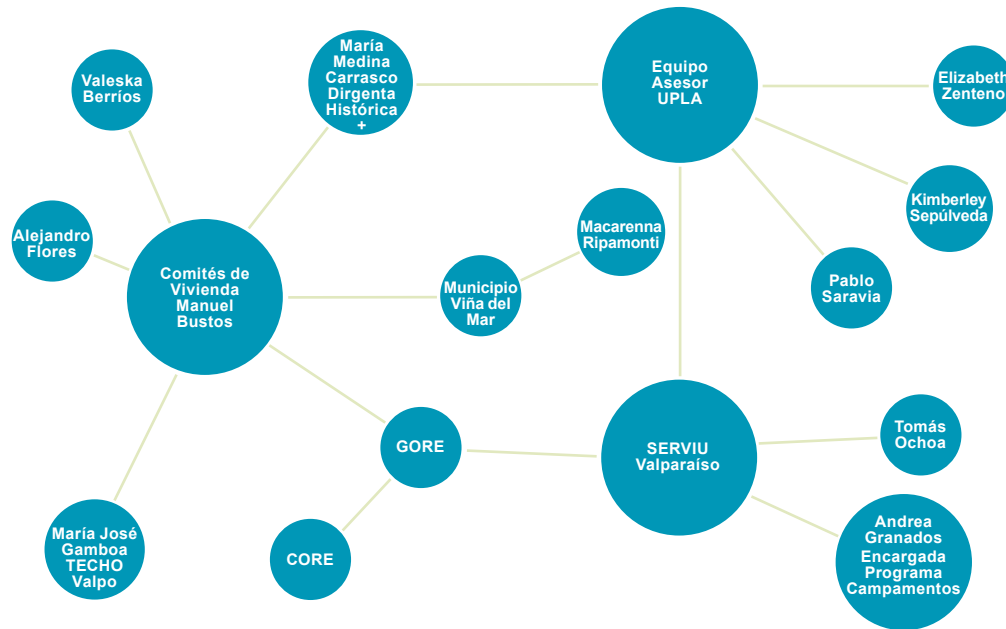 María
Medina
Carrasco
Dirgenta
Histórica
+
Equipo
Asesor
UPLA
Valeska
Berríos
Elizabeth
Zenteno
Kimberley
Sepúlveda
Alejandro
Flores
Macarenna
Ripamonti
Comités de
Vivienda
Manuel
Bustos
Municipio
Viña del
Mar
Pablo
Saravia
GORE
SERVIU
Valparaíso
Tomás
Ochoa
María José
Gamboa
TECHO
Valpo
CORE
Andrea
Granados
Encargada
Programa
Campamentos